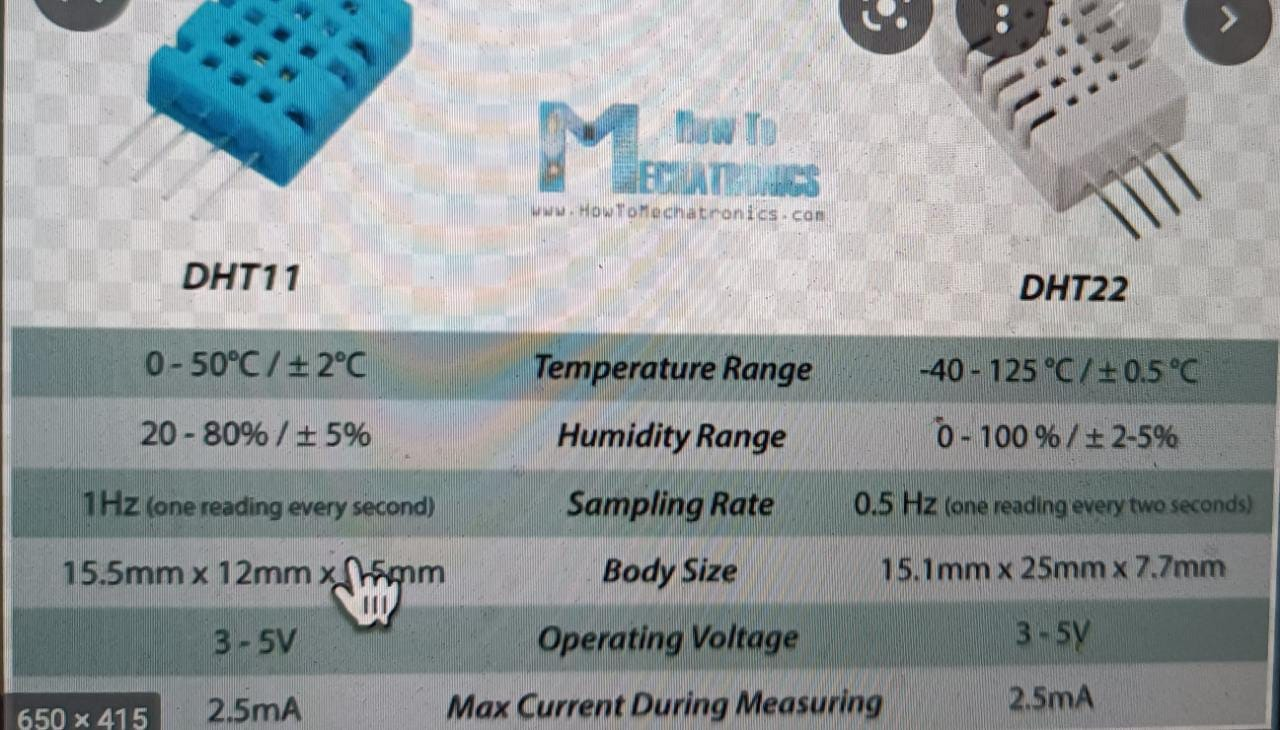 How To
MECHATRONICS
www.HowToMechatronics.com
DHT11 DHT22
0 - 50°C / ± 2°C Temperature Range -40 - 125 °C / ± 0.5 °C
20 - 80% / ± 5% Humidity Range 0 - 100 % / ± 2-5%
1Hz (one reading every second) Sampling Rate 0.5 Hz (one reading every two seconds)
15.5mm x 12mm x Body Size 15.1mm x 25mm x 7.7mm
3 - 5V Operating Voltage 3 - 5V
2.5mA Max Current During Measuring 2.5mA
650 × 415